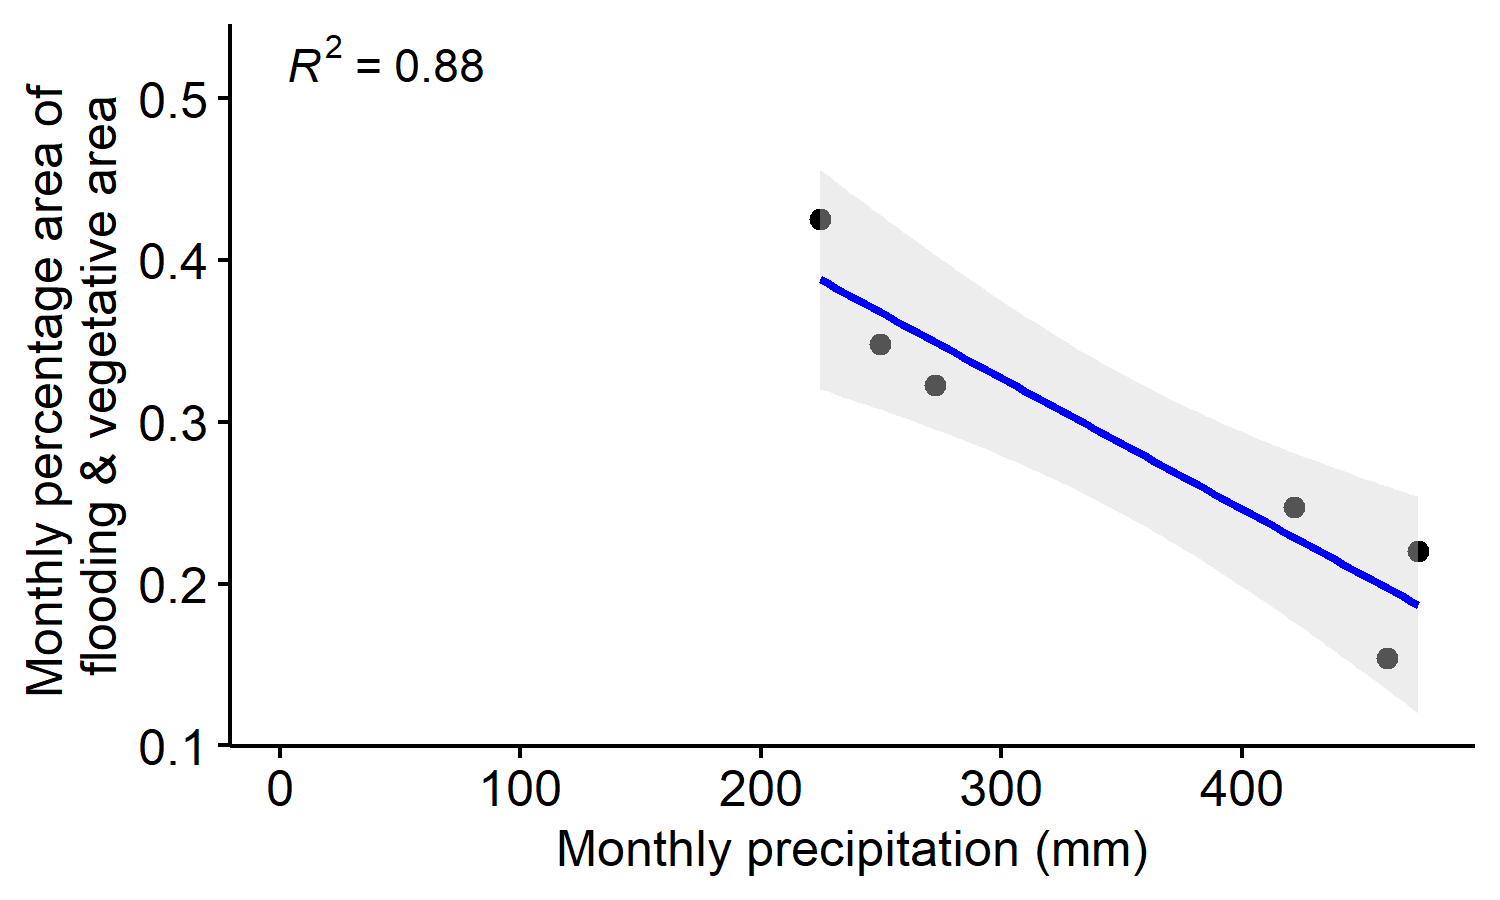 R² = 0.88
Monthly percentage area of
flooding & vegetative area
0.5
0.4
0.3
0.2
0.1
0 100 200 300 400
Monthly precipitation (mm)